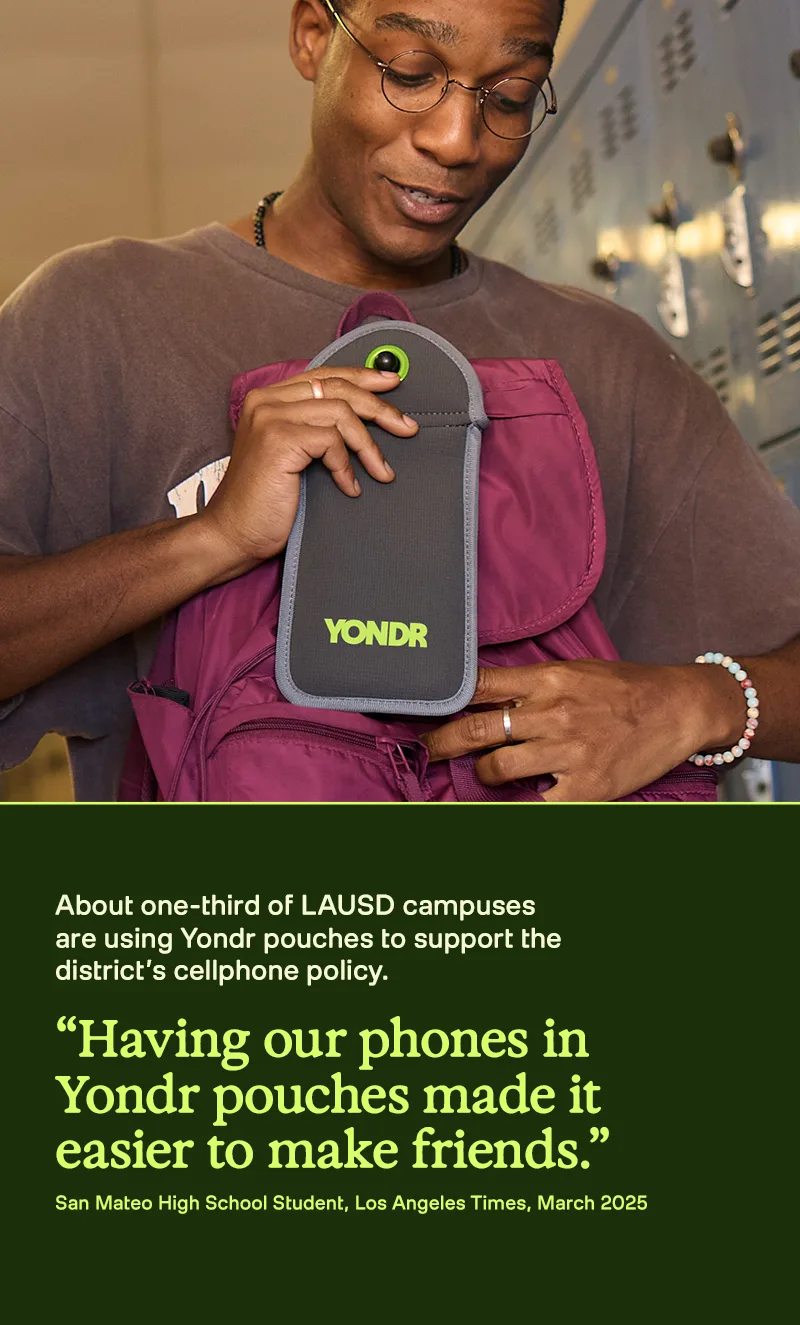 YONDR
About one-third of LAUSD campuses
are using Yondr pouches to support the
district’s cellphone policy.
“Having our phones in
Yondr pouches made it
easier to make friends.”
San Mateo High School Student, Los Angeles Times, March 2025